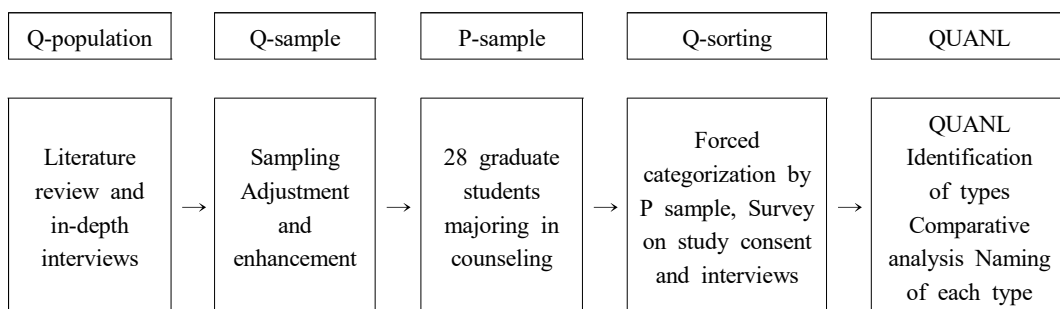 Q-population
Q-sample
P-sample
Q-sorting
QUANL
Literature
review and
in-depth
interviews
→
Sampling
Adjustment
and
enhancement
→
28 graduate
students
majoring in
counseling
→
Forced
categorization by
P sample, Survey
on study consent
and interviews
→
QUANL
Identification
of types
Comparative
analysis Naming
of each type